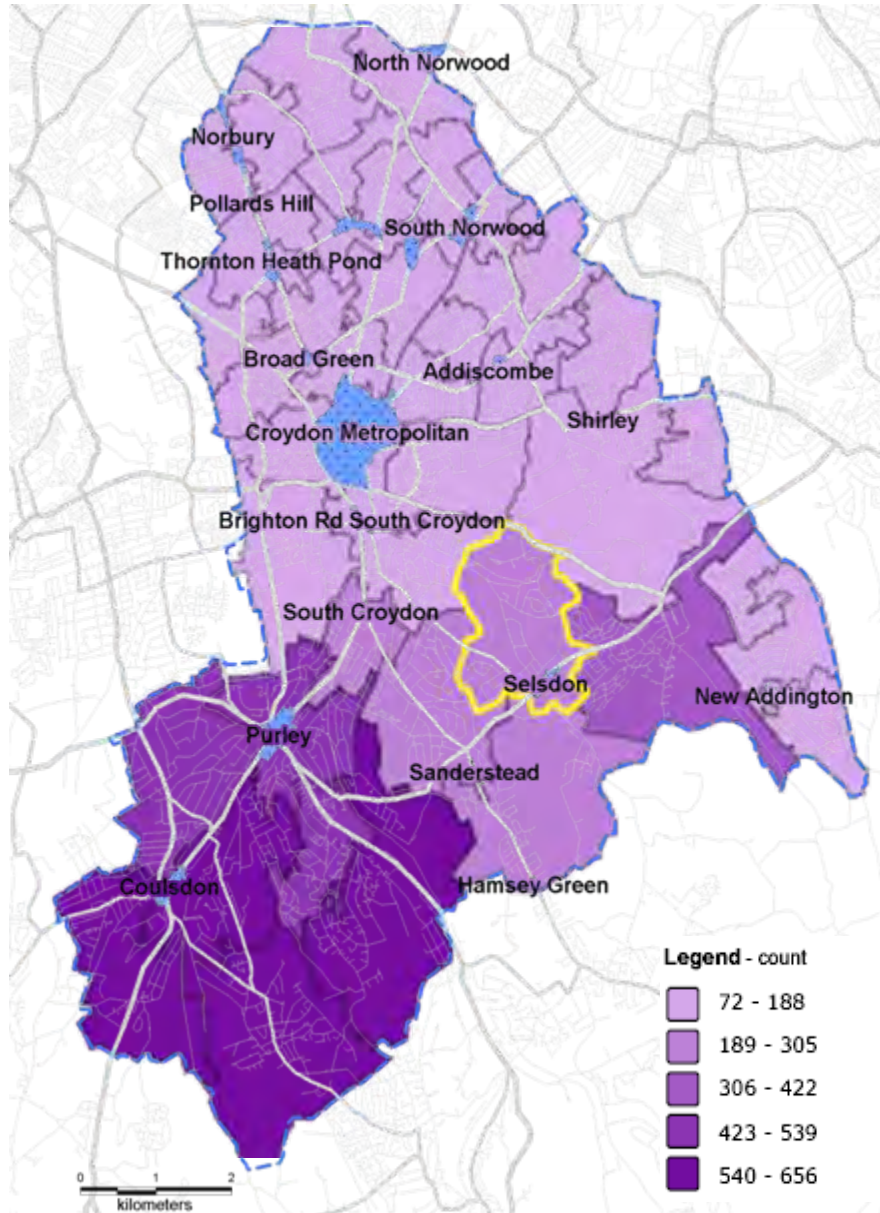 North Norwood
Norbury
Pollards Hill
South Norwood
Thornton Heath Pond
Broad Green
Addiscombe
Shirley
Croydon Metropolitan
Brighton Rd South Croydon
South Croydon
Selsdon
New Addington
Purley
Sanderstead
Coulsdon
Hamsey Green
Legend - count
72 - 188
189 - 305
306 - 422
423 - 539
540 - 656
0 1 2
kilometers